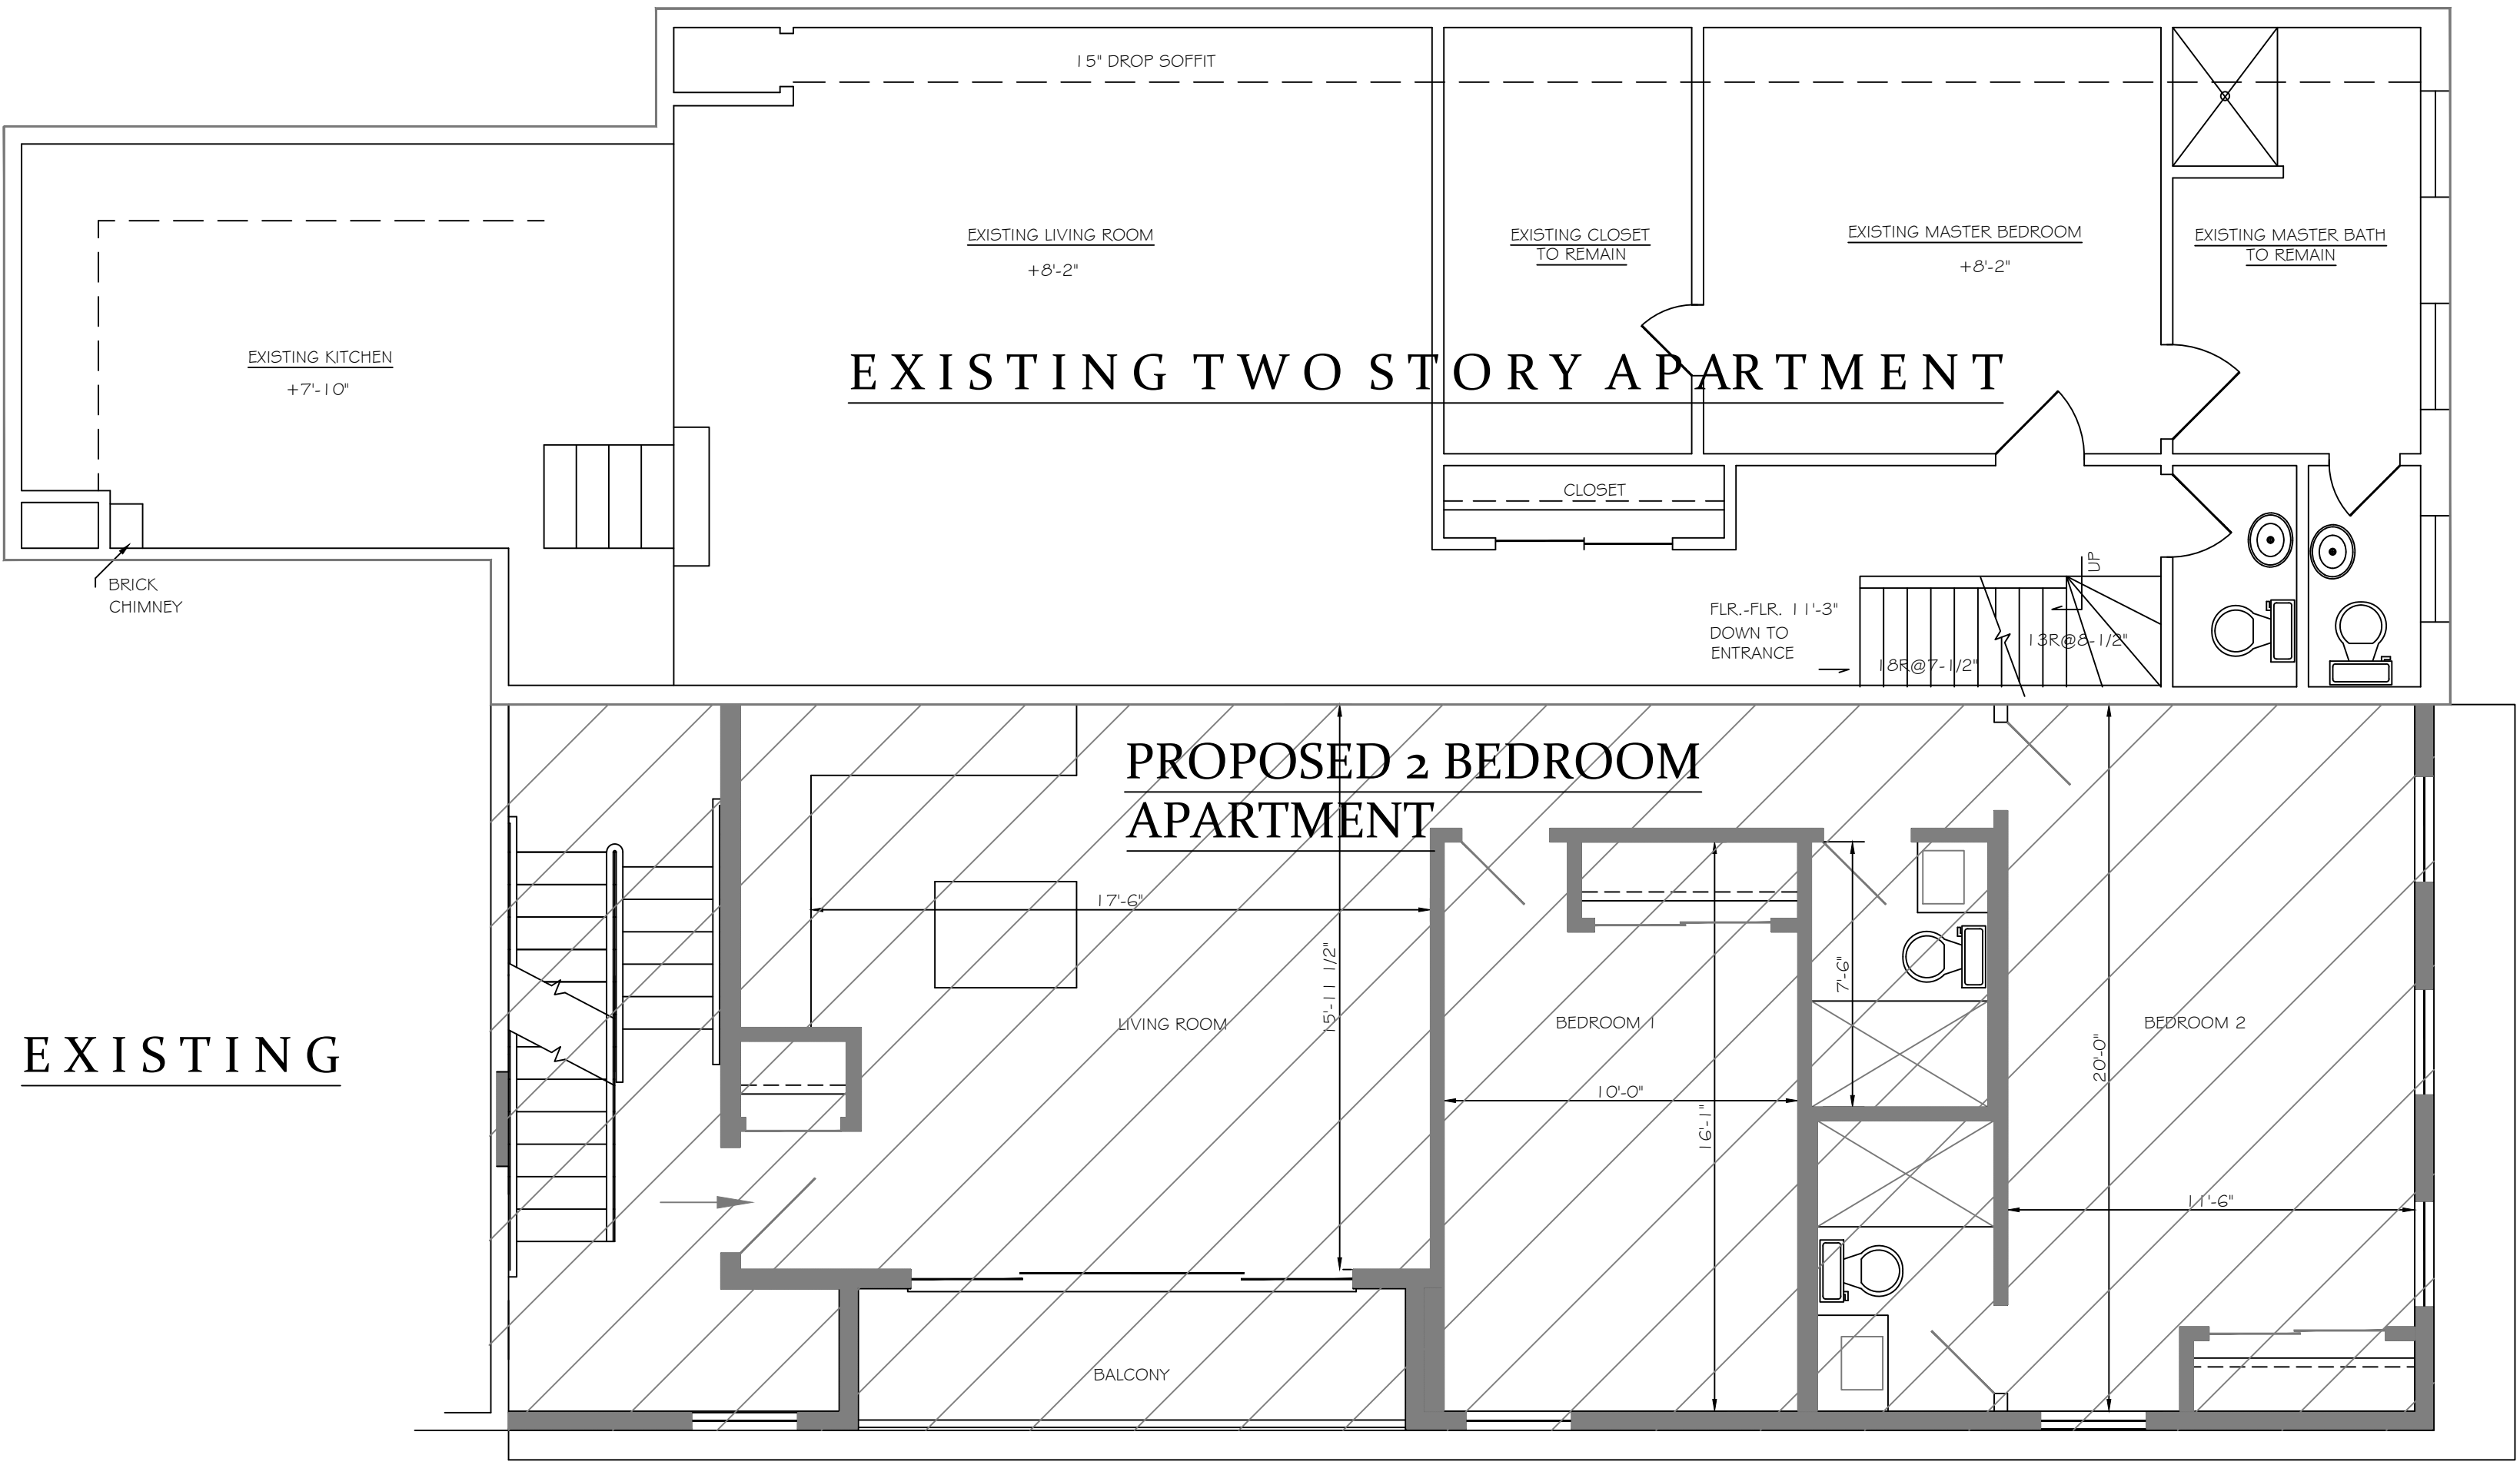 15" DROP SOFFIT
EXISTING LIVING ROOM
+8'-2"
EXISTING CLOSET
TO REMAIN
EXISTING MASTER BEDROOM
+8'-2"
EXISTING MASTER BATH
TO REMAIN
EXISTING KITCHEN
+7'-10"
EXISTING TWO STORY APARTMENT
CLOSET
BRICK
CHIMNEY
UP
FLR.-FLR. 11'-3"
DOWN TO
ENTRANCE
18R@7-1/2"
13R@8-1/2"
PROPOSED 2 BEDROOM
APARTMENT
17'-6"
15'-11 1/2"
7'-6"
LIVING ROOM
BEDROOM 1
BEDROOM 2
EXISTING
20'-0"
10'-0"
16'-1"
11'-6"
BALCONY